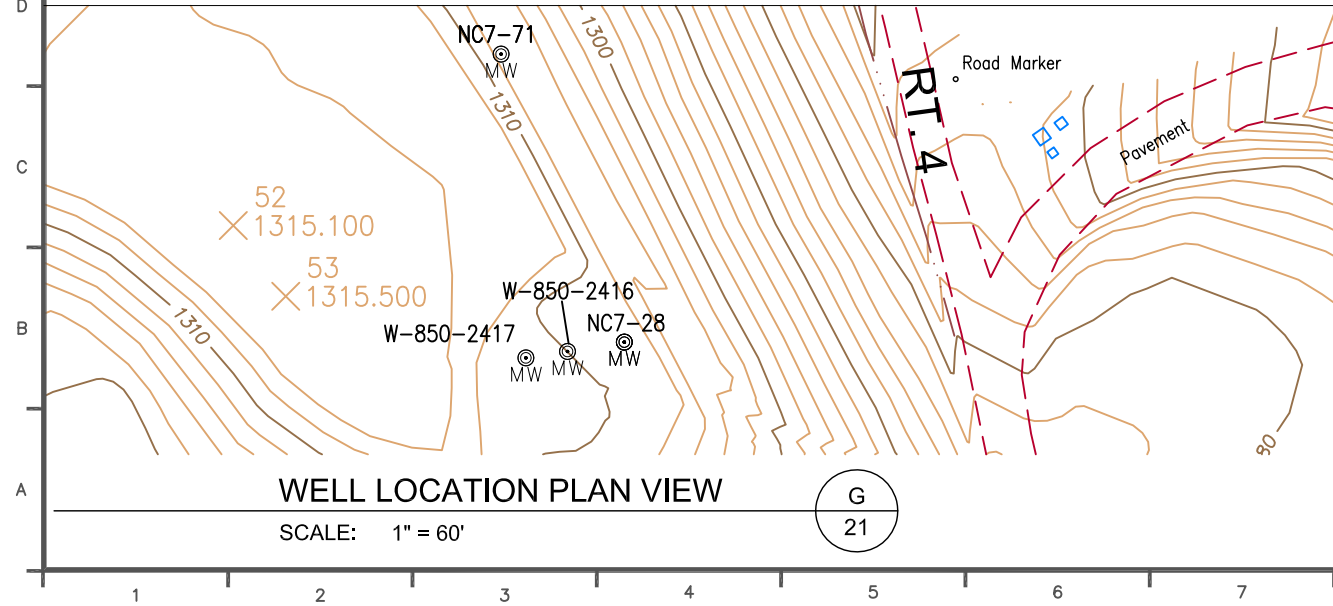 D
NC7-71
MW
1300
1310
RT.4
Road Marker
Pavement
C
52
1315.100
53
1315.500
1310
W-850-2416
W-850-2417
NC7-28
MW
MW
MW
B
80
A
WELL LOCATION PLAN VIEW
SCALE: 1" = 60'
G
21
1
2
3
4
5
6
7